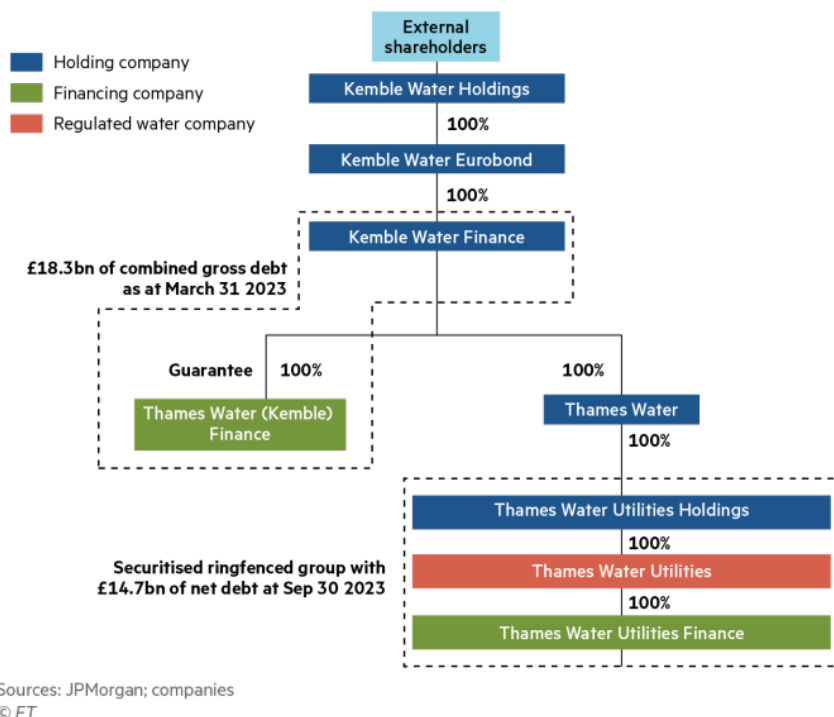 External
shareholders
Holding company
Financing company
Regulated water company
Kemble Water Holdings
100%
Kemble Water Eurobond
100%
Kemble Water Finance
£18.3bn of combined gross debt
as at March 31 2023
Guarantee
100%
100%
Thames Water (Kemble)
Finance
Thames Water
100%
Thames Water Utilities Holdings
100%
Securitised ringfenced group with
£14.7bn of net debt at Sep 30 2023
Thames Water Utilities
100%
Thames Water Utilities Finance
Sources: JPMorgan; companies
© FT